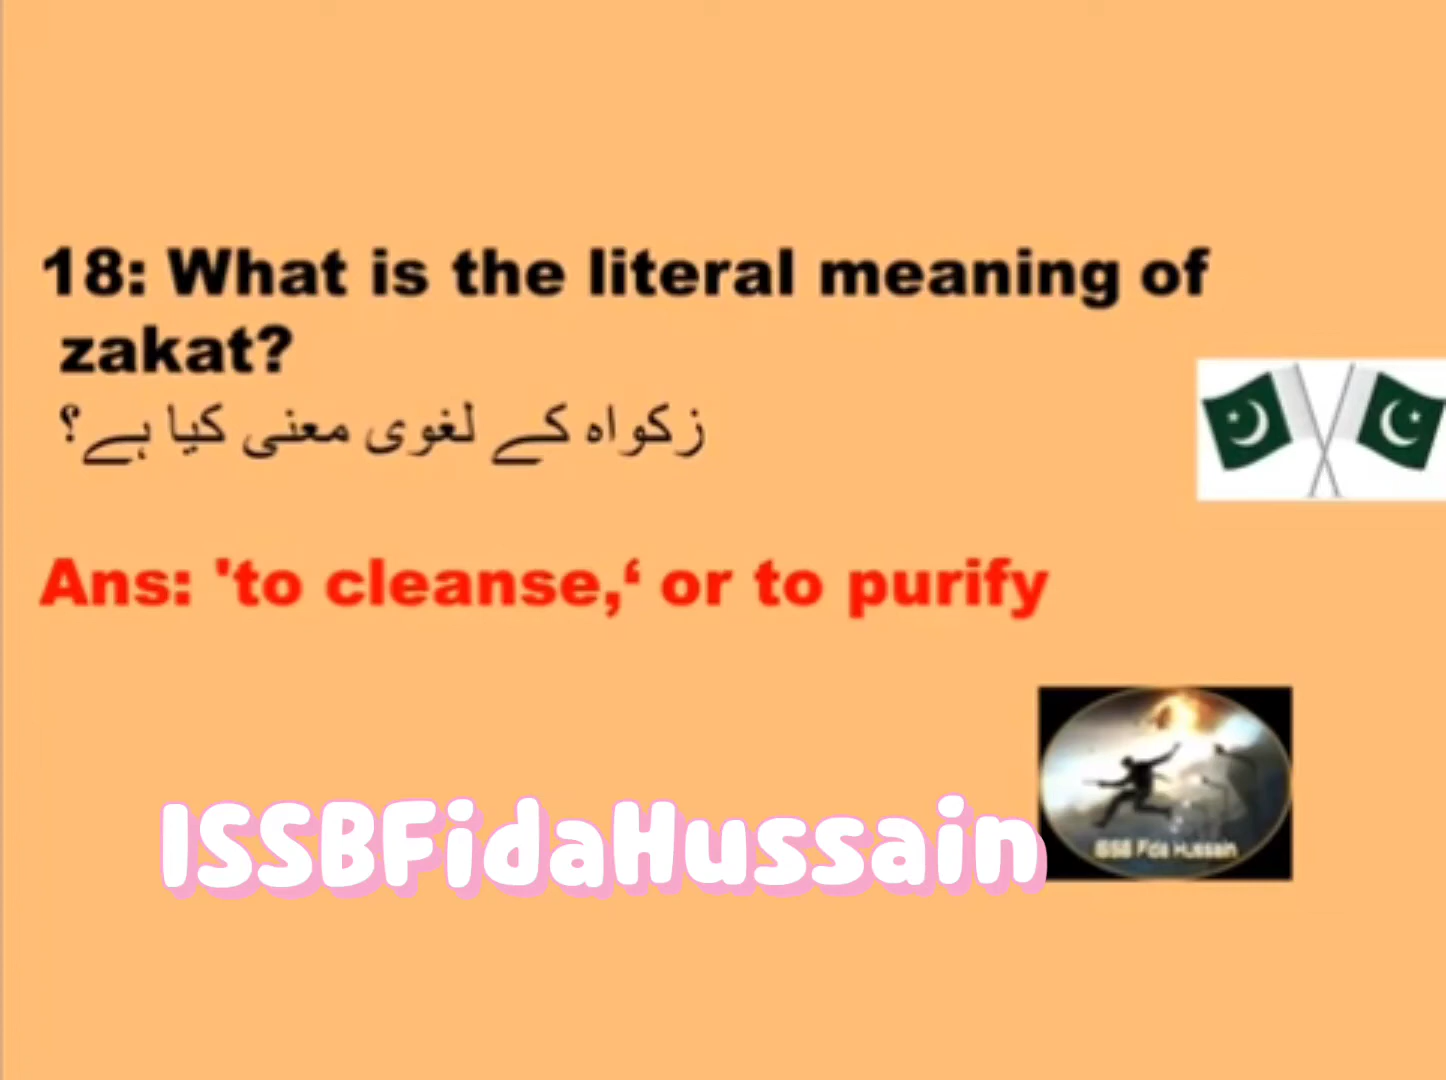 18: What is the literal meaning of
zakat?
زکواہ کے لغوی معنی کیا ہے؟
Ans: 'to cleanse,‘ or to purify
ISSBFidaHussain
ISSB Fida Hussain